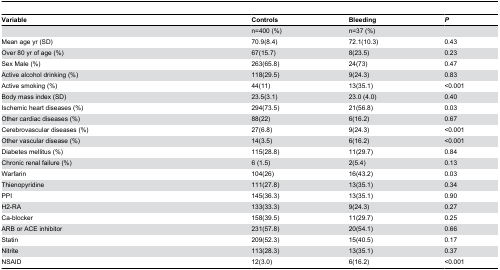 Variable Controls Bleeding P
n=400 (%) n=37 (%)
Mean age yr (SD) 70.9(8.4) 72.1(10.3) 0.43
Over 80 yr of age (%) 67(15.7) 8(23.5) 0.23
Sex Male (%) 263(65.8) 24(73) 0.47
Active alcohol drinking (%) 118(29.5) 9(24.3) 0.83
Active smoking (%) 44(11) 13(35.1) <0.001
Body mass index (SD) 23.5(3.1) 23.0 (4.0) 0.40
Ischemic heart diseases (%) 294(73.5) 21(56.8) 0.03
Other cardiac diseases (%) 88(22) 6(16.2) 0.67
Cerebrovascular diseases (%) 27(6.8) 9(24.3) <0.001
Other vascular disease (%) 14(3.5) 6(16.2) <0.001
Diabetes mellitus (%) 115(28.8) 11(29.7) 0.84
Chronic renal failure (%) 6 (1.5) 2(5.4) 0.13
Warfarin 104(26) 16(43.2) 0.03
Thienopyridine 111(27.8) 13(35.1) 0.34
PPI 145(36.3) 13(35.1) 0.90
H2-RA 133(33.3) 9(24.3) 0.27
Ca-blocker 158(39.5) 11(29.7) 0.25
ARB or ACE inhibitor 231(57.8) 20(54.1) 0.66
Statin 209(52.3) 15(40.5) 0.17
Nitrite 113(28.3) 13(35.1) 0.37
NSAID 12(3.0) 6(16.2) <0.001